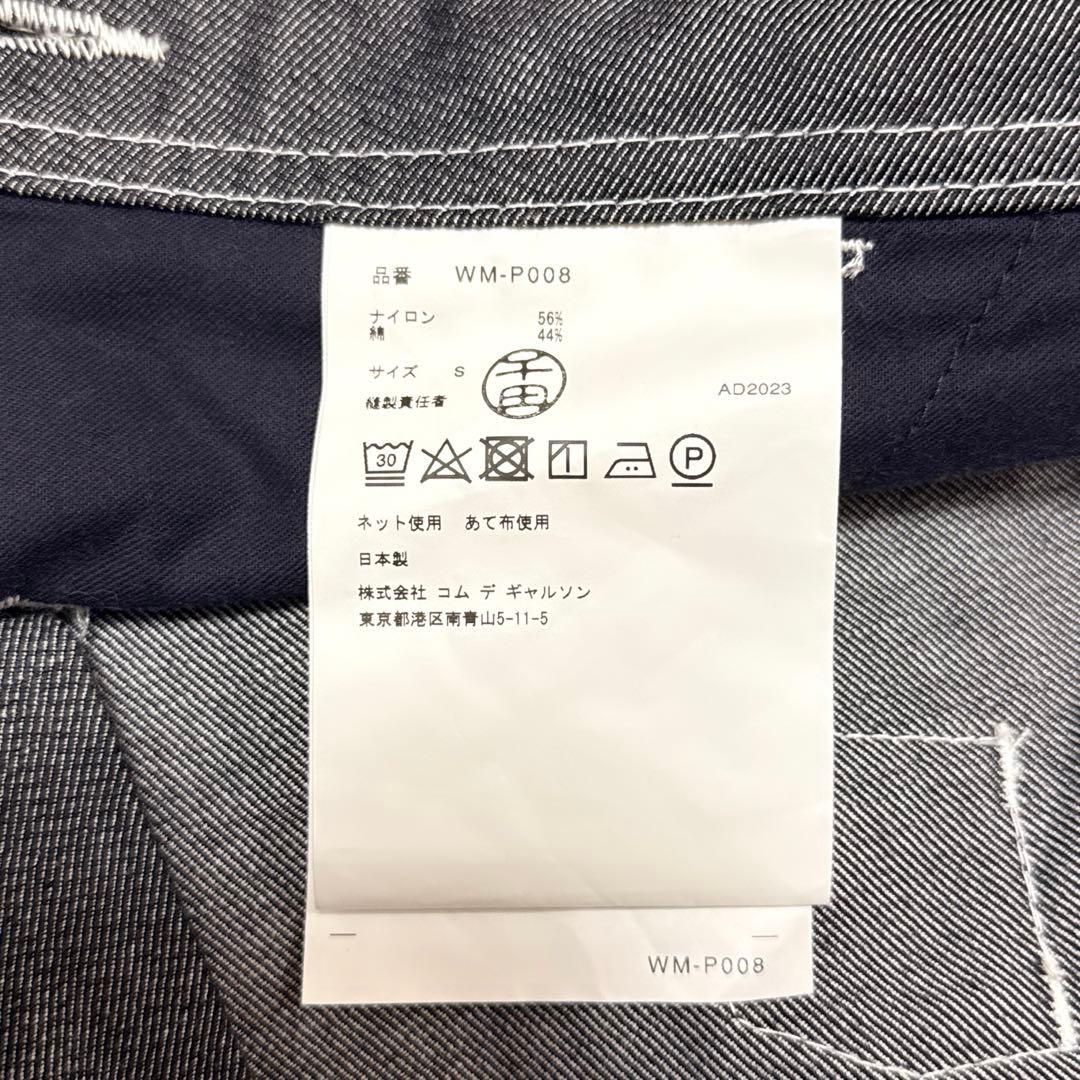 品番 WM-P008
ナイロン 56%
綿 44%
サイズ S
縫製責任者 千田
AD2023
30 P
ネット使用 あて布使用
日本製
株式会社 コム デ ギャルソン
東京都港区南青山5-11-5
WM-P008